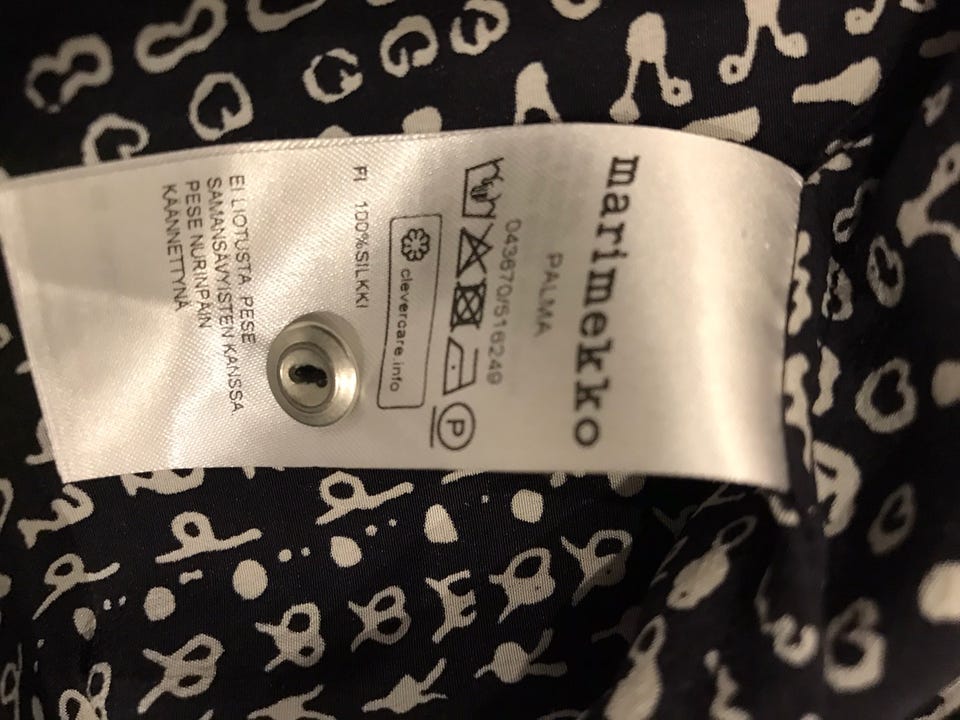 marimekko
PALMA
043670/516249
P
clevercare.info
FI 100%SILKKI
EI LIOTUSTA PESE
SAMANSÄVYISTEN KANSSA
PESE NURINPÄIN
KÄÄNNETTYNÄ